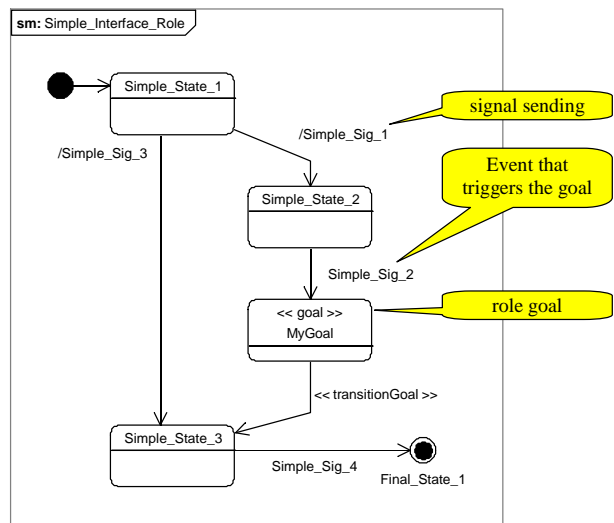 sm: Simple_Interface_Role
Simple_State_1
signal sending
/Simple_Sig_1
/Simple_Sig_3
Event that
triggers the goal
Simple_State_2
Simple_Sig_2
<< goal >>
MyGoal
role goal
<< transitionGoal >>
Simple_State_3
Simple_Sig_4
Final_State_1